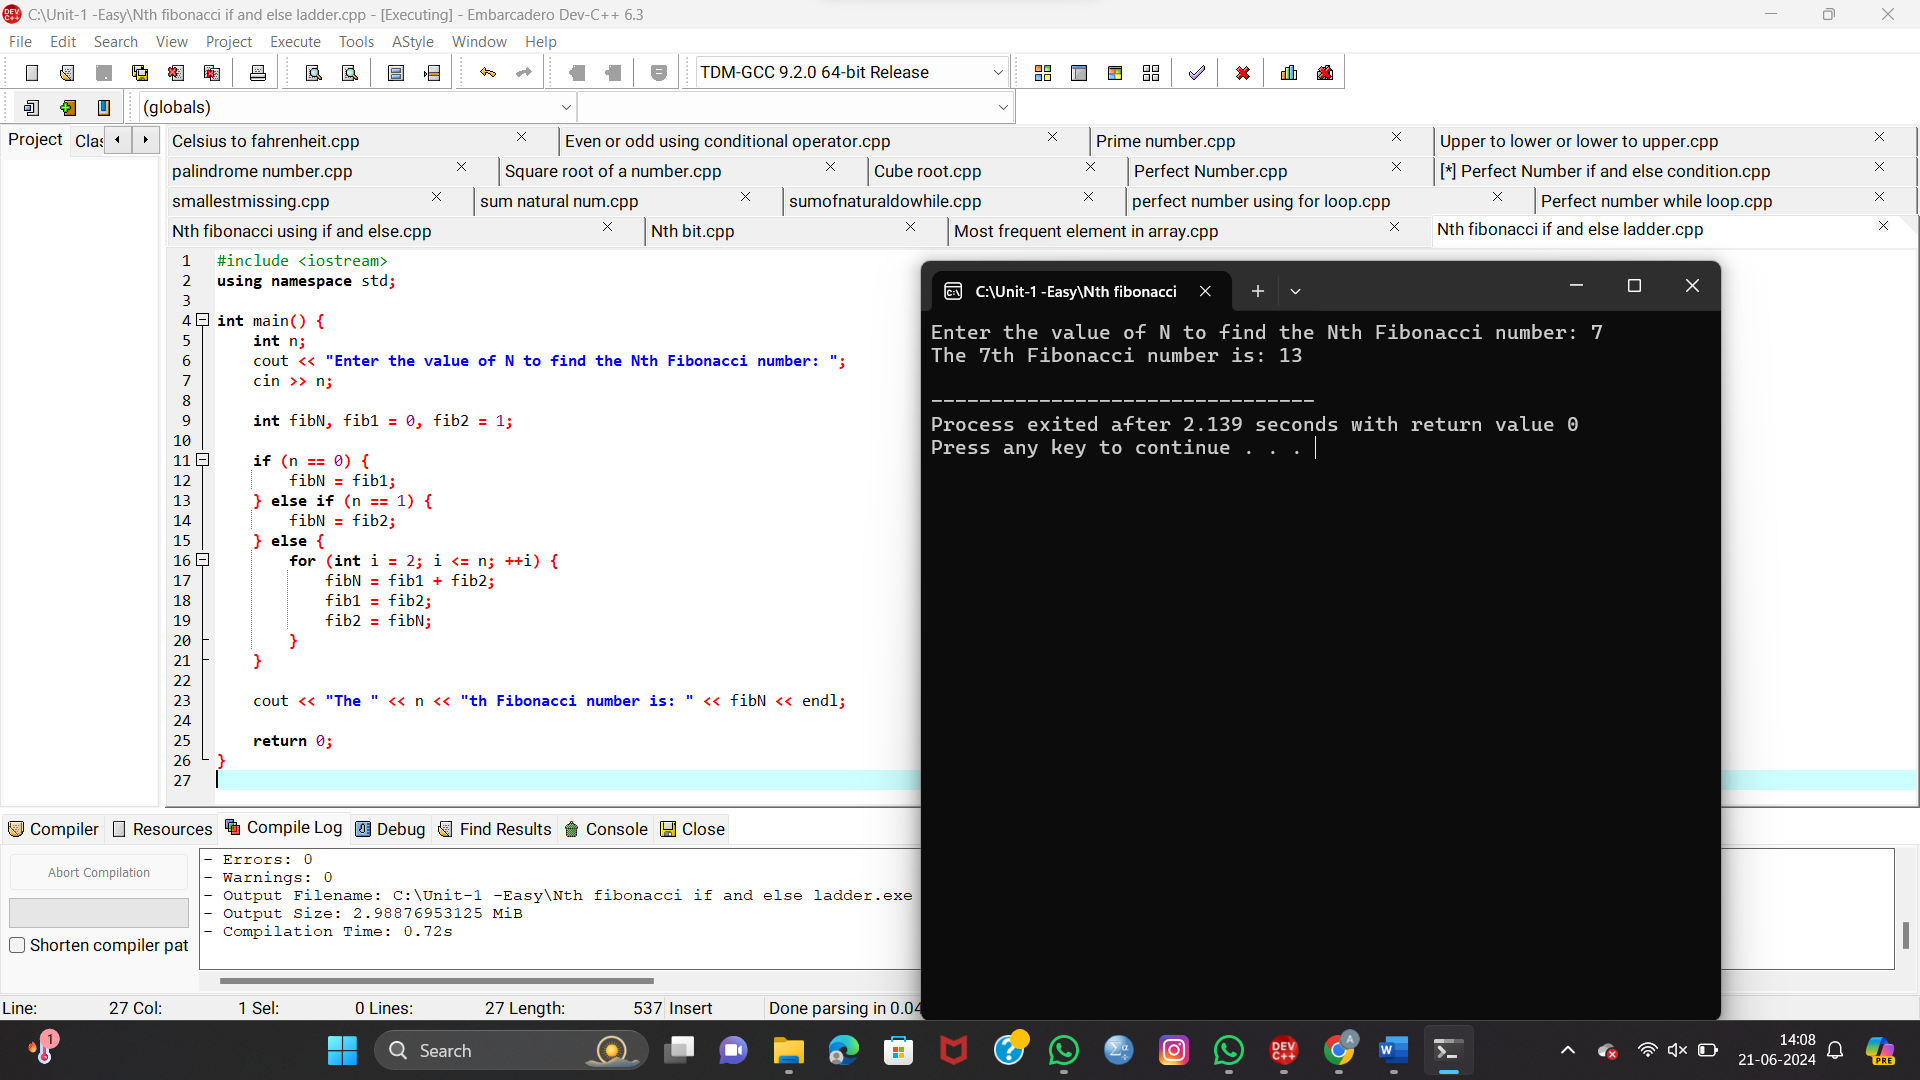 C:\Unit-1 -Easy\Nth fibonacci if and else ladder.cpp - [Executing] - Embarcadero Dev-C++ 6.3
File Edit Search View Project Execute Tools AStyle Window Help
TDM-GCC 9.2.0 64-bit Release
(globals)
Project Clas
Celsius to fahrenheit.cpp Even or odd using conditional operator.cpp Prime number.cpp Upper to lower or lower to upper.cpp
palindrome number.cpp Square root of a number.cpp Cube root.cpp Perfect Number.cpp [*] Perfect Number if and else condition.cpp
smallestmissing.cpp sum natural num.cpp sumofnaturaldowhile.cpp perfect number using for loop.cpp Perfect number while loop.cpp
Nth fibonacci using if and else.cpp Nth bit.cpp Most frequent element in array.cpp Nth fibonacci if and else ladder.cpp
1 #include <iostream>
2 using namespace std;
3
4 int main() {
5 int n;
6 cout << "Enter the value of N to find the Nth Fibonacci number: ";
7 cin >> n;
8
9 int fibN, fib1 = 0, fib2 = 1;
10
11 if (n == 0) {
12 fibN = fib1;
13 } else if (n == 1) {
14 fibN = fib2;
15 } else {
16 for (int i = 2; i <= n; ++i) {
17 fibN = fib1 + fib2;
18 fib1 = fib2;
19 fib2 = fibN;
20 }
21 }
22
23 cout << "The " << n << "th Fibonacci number is: " << fibN << endl;
24
25 return 0;
26 }
27
C:\Unit-1 -Easy\Nth fibonacci
Enter the value of N to find the Nth Fibonacci number: 7
The 7th Fibonacci number is: 13
--------------------------------
Process exited after 2.139 seconds with return value 0
Press any key to continue . . .
Compiler Resources Compile Log Debug Find Results Console Close
Abort Compilation
Shorten compiler pat
- Errors: 0
- Warnings: 0
- Output Filename: C:\Unit-1 -Easy\Nth fibonacci if and else ladder.exe
- Output Size: 2.98876953125 MiB
- Compilation Time: 0.72s
Line: 27 Col: 1 Sel: 0 Lines: 27 Length: 537 Insert Done parsing in 0.04
1
Search
DEV C++
A
14:08
21-06-2024
PRE